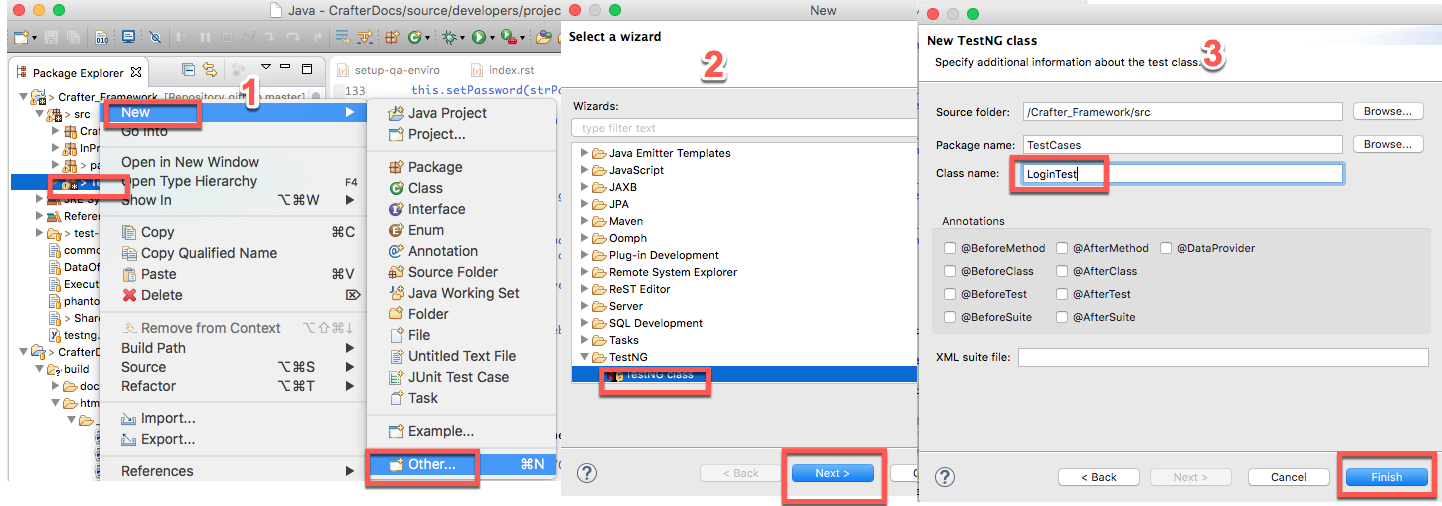 Java - CrafterDocs/source/developers/projec
Package Explorer
> Crafter_Framework [Repository
master]
> src
Craf
InPr
> pa
>
JRE Sy
Refere
> test-
commo
DataOf
Execut
phanto
> Share
testng.
> CrafterD
build
doc
htm
1
New
Go Into
Open in New Window
Open Type Hierarchy F4
Show In ⌥⌘W
Copy ⌘C
Copy Qualified Name
Paste ⌘V
Delete ⌦
Remove from Context ⌥⇧⌘↓
Build Path
Source ⌥⌘S
Refactor ⌥⌘T
Import...
Export...
References
setup-qa-enviro
index.rst
133 this.setPassword(strPa
Java Project
Project...
Package
Class
Interface
Enum
Annotation
Source Folder
Java Working Set
Folder
File
Untitled Text File
JUnit Test Case
Task
Example...
Other... ⌘N
New
Select a wizard
2
Wizards:
type filter text
Java Emitter Templates
JavaScript
JAXB
JPA
Maven
Oomph
Plug-in Development
Remote System Explorer
ReST Editor
Server
SQL Development
Tasks
TestNG
TestNG class
?
< Back
Next >
New TestNG class
Specify additional information about the test class.
3
Source folder: /Crafter_Framework/src Browse...
Package name: TestCases Browse...
Class name: LoginTest
Annotations
@BeforeMethod @AfterMethod @DataProvider
@BeforeClass @AfterClass
@BeforeTest @AfterTest
@BeforeSuite @AfterSuite
XML suite file:
?
< Back
Next >
Cancel
Finish